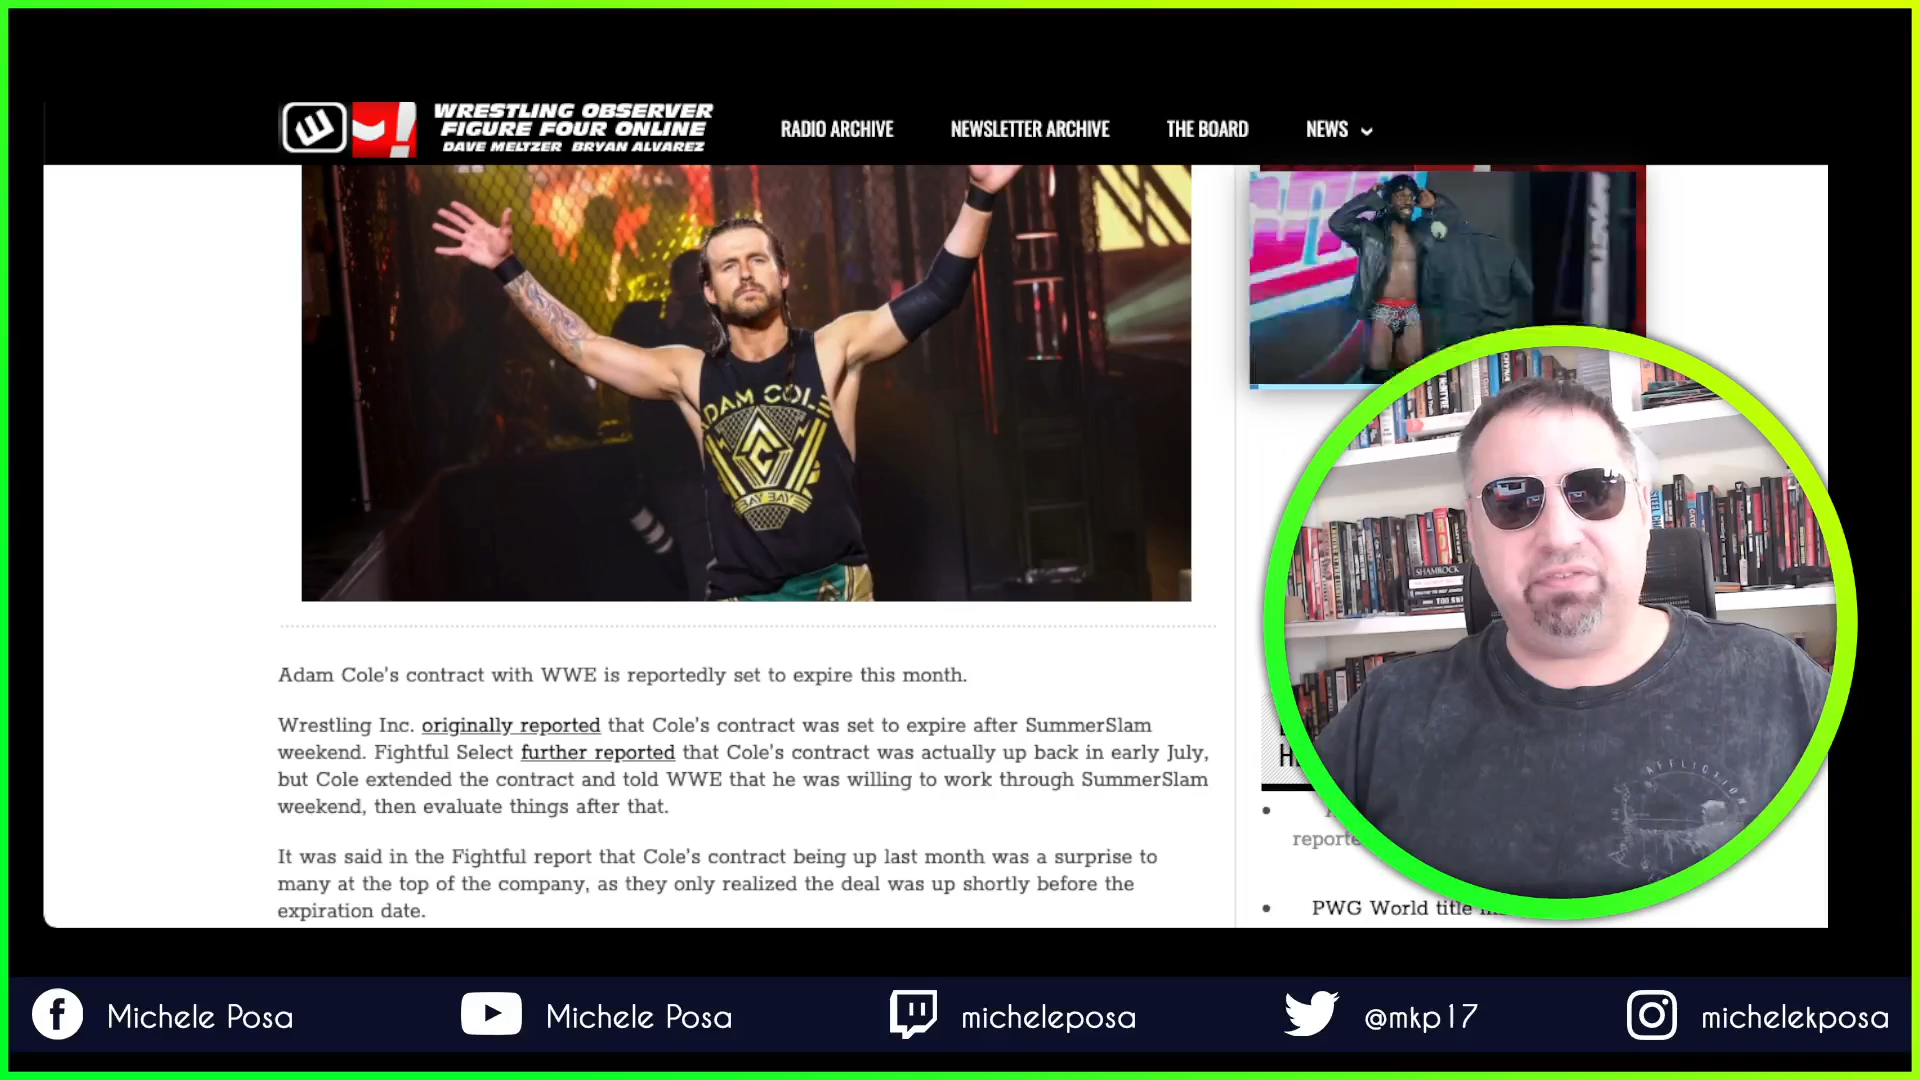 WRESTLING OBSERVER
FIGURE FOUR ONLINE
DAVE MELTZER BRYAN ALVAREZ
RADIO ARCHIVE
NEWSLETTER ARCHIVE
THE BOARD
NEWS
ADAM COLE
Adam Cole's contract with WWE is reportedly set to expire this month.
Wrestling Inc. originally reported that Cole's contract was set to expire after SummerSlam
weekend. Fightful Select further reported that Cole's contract was actually up back in early July,
but Cole extended the contract and told WWE that he was willing to work through SummerSlam
weekend, then evaluate things after that.
It was said in the Fightful report that Cole's contract being up last month was a surprise to
many at the top of the company, as they only realized the deal was up shortly before the
expiration date.
SHAMROCK
AFFLICTION
PWG World title
Michele Posa
Michele Posa
micheleposa
@mkp17
michelekposa